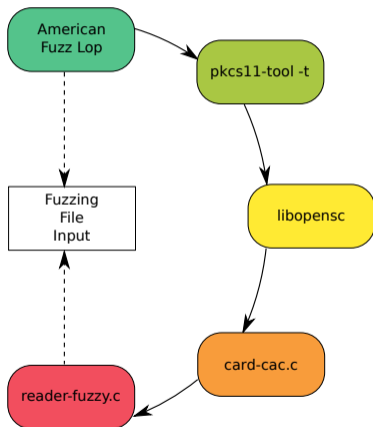 American
Fuzz Lop
pkcs11-tool -t
Fuzzing
File
Input
libopensc
card-cac.c
reader-fuzzy.c